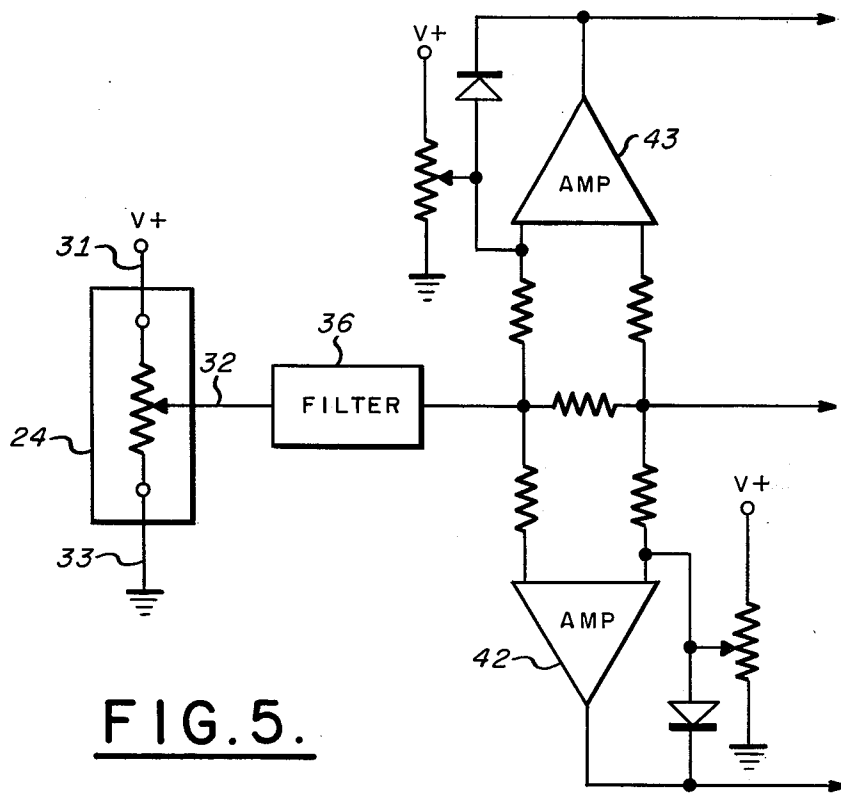 V+
43
AMP
V+
31
36
32
FILTER
24
V+
33
AMP
42
FIG.5.